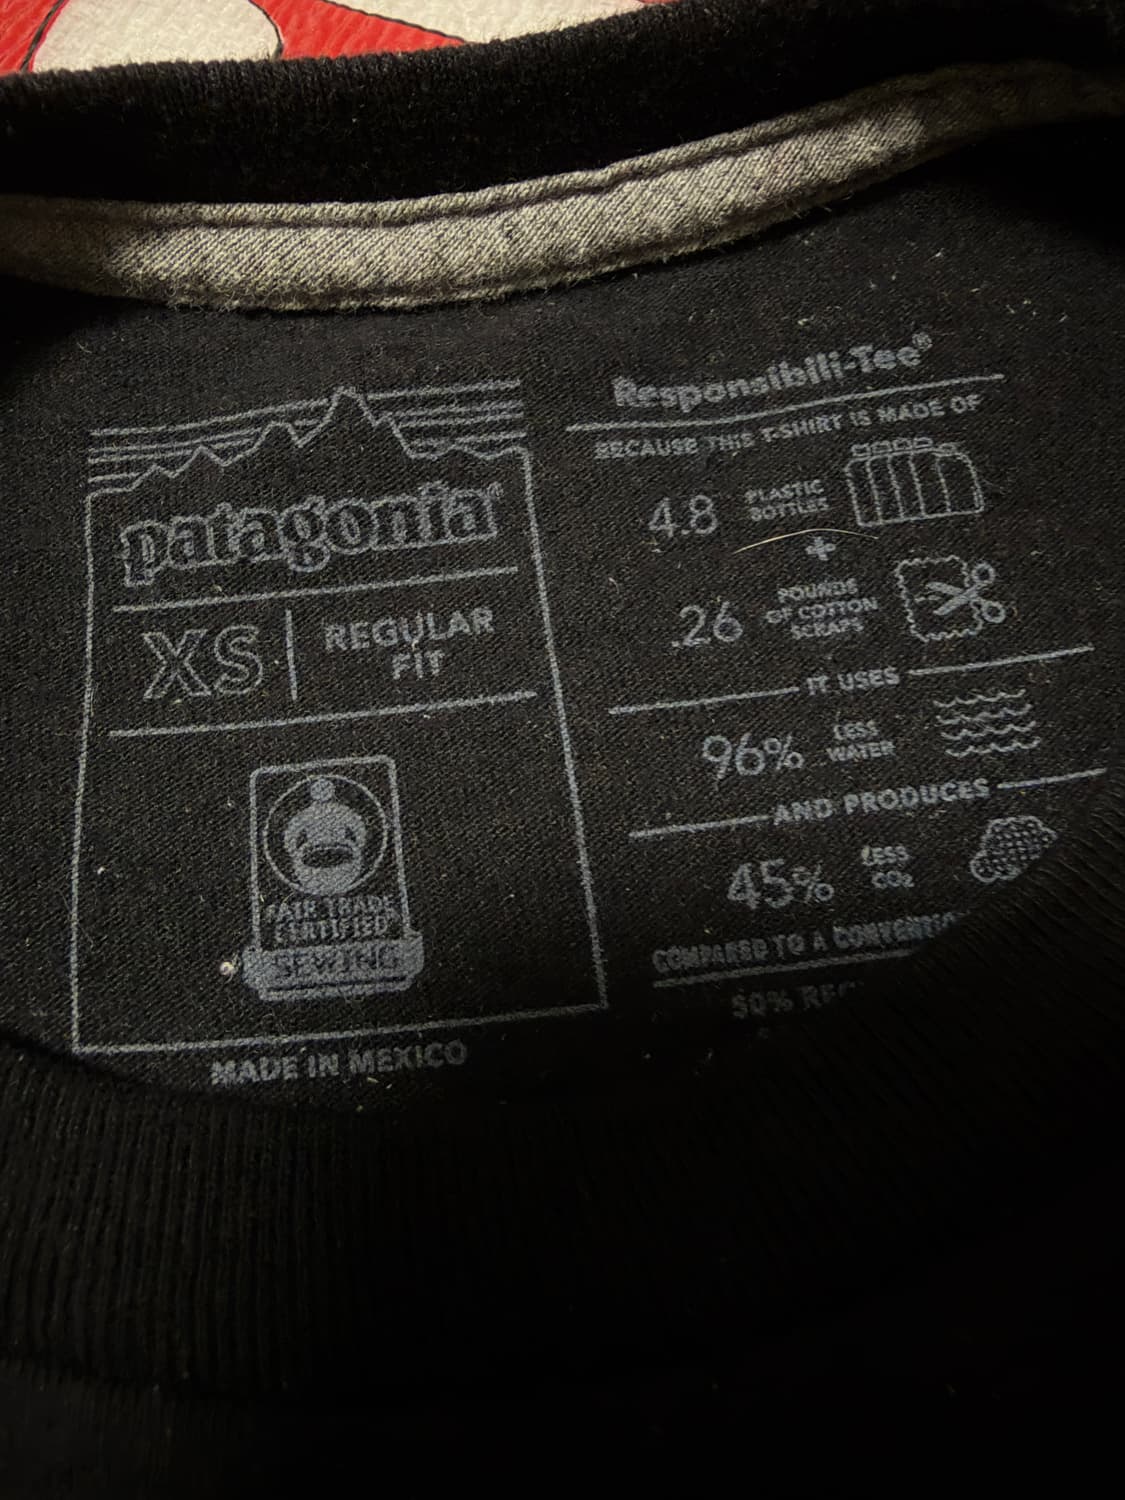 patagonia®
XS
REGULAR
FIT
FAIR TRADE
CERTIFIED
SEWING
MADE IN MEXICO
Responsibili-Tee®
BECAUSE THIS T-SHIRT IS MADE OF
4.8 PLASTIC
BOTTLES
+
.26 POUNDS
of COTTON
SCRAPS
IT USES
96% LESS
WATER
AND PRODUCES
45% LESS
CO₂
COMPARED TO A
50%